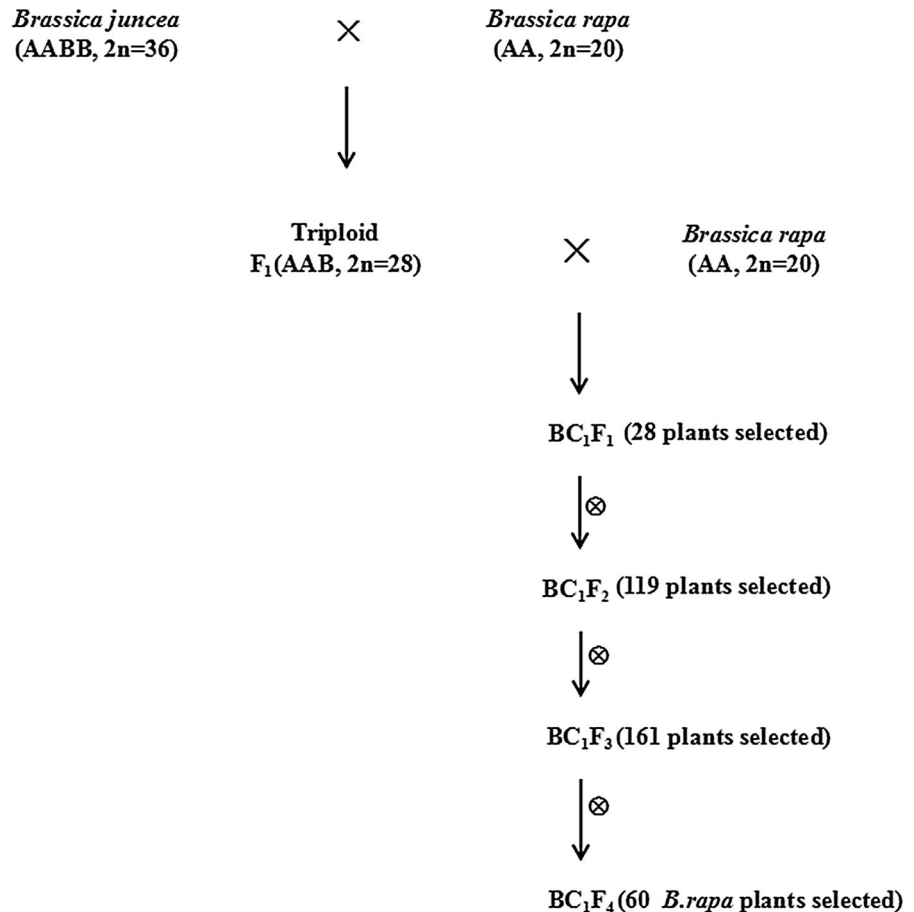 Brassica juncea × Brassica rapa
(AABB, 2n=36) (AA, 2n=20)
Triploid × Brassica rapa
F₁(AAB, 2n=28) (AA, 2n=20)
BC₁F₁ (28 plants selected)
⊗
BC₁F₂ (119 plants selected)
⊗
BC₁F₃ (161 plants selected)
⊗
BC₁F₄ (60 B.rapa plants selected)